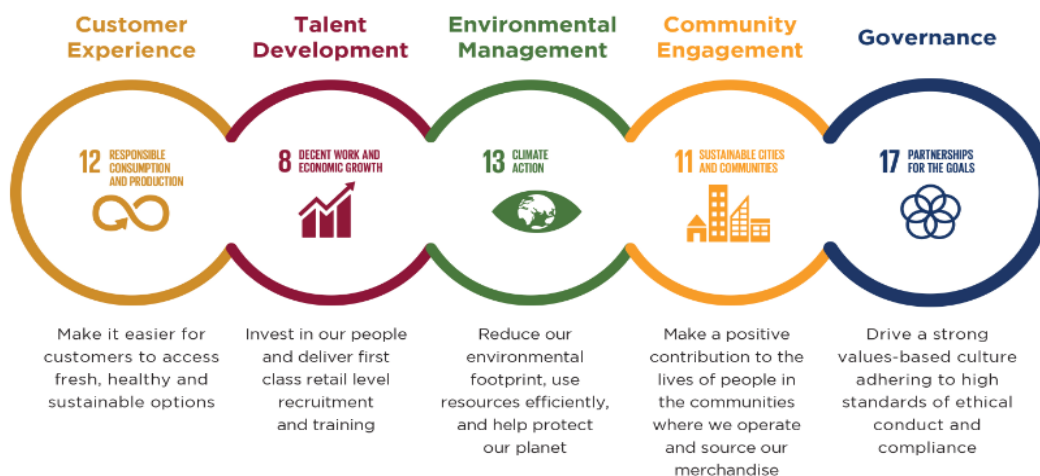 Customer
Experience
Talent
Development
Environmental
Management
Community
Engagement
Governance
12 RESPONSIBLE
CONSUMPTION
AND PRODUCTION
8 DECENT WORK AND
ECONOMIC GROWTH
13 CLIMATE
ACTION
11 SUSTAINABLE CITIES
AND COMMUNITIES
17 PARTNERSHIPS
FOR THE GOALS
Make it easier for
customers to access
fresh, healthy and
sustainable options
Invest in our people
and deliver first
class retail level
recruitment
and training
Reduce our
environmental
footprint, use
resources efficiently,
and help protect
our planet
Make a positive
contribution to the
lives of people in
the communities
where we operate
and source our
merchandise
Drive a strong
values-based culture
adhering to high
standards of ethical
conduct and
compliance